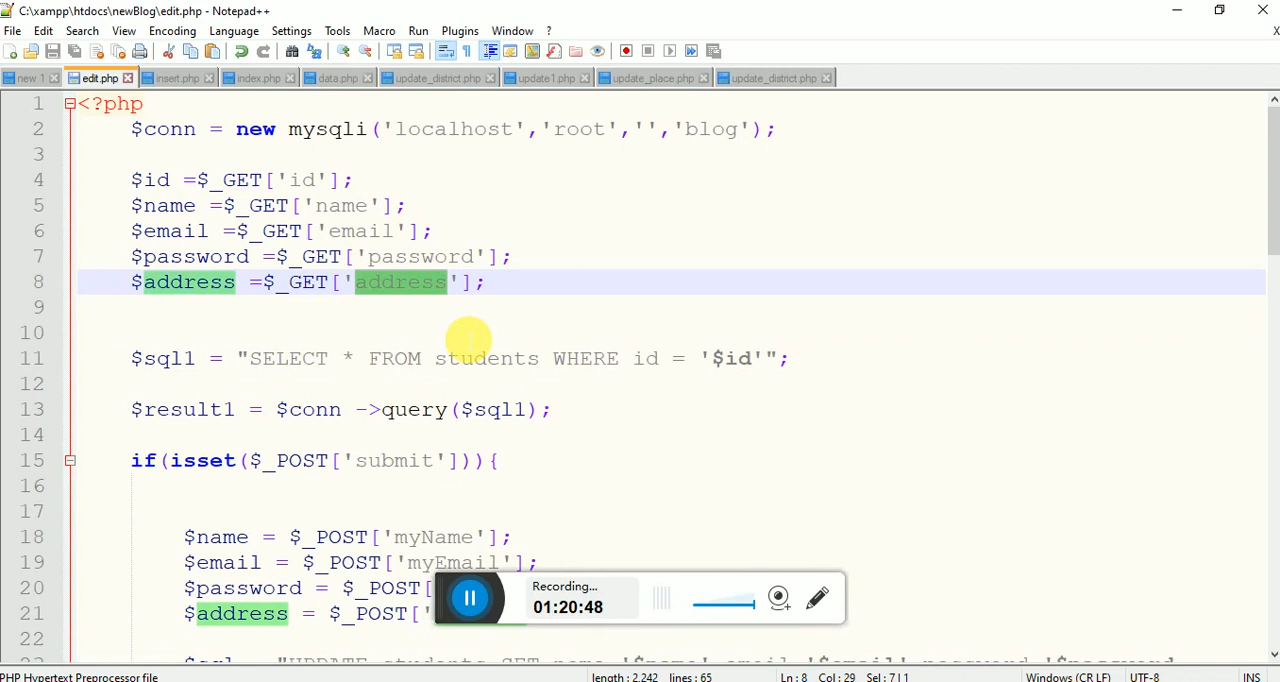 C:\xampp\htdocs\newBlog\edit.php - Notepad++
File Edit Search View Encoding Language Settings Tools Macro Run Plugins Window ? X
new 1 edit.php insert.php index.php data.php update_district.php update1.php update_place.php update_district.php
1 <?php
2 $conn = new mysqli('localhost','root','','blog');
3
4 $id =$_GET['id'];
5 $name =$_GET['name'];
6 $email =$_GET['email'];
7 $password =$_GET['password'];
8 $address =$_GET['address'];
9
10
11 $sql1 = "SELECT * FROM students WHERE id = '$id'";
12
13 $result1 = $conn ->query($sql1);
14
15 if(isset($_POST['submit'])){
16
17
18 $name = $_POST['myName'];
19 $email = $_POST['myEmail'];
20 $password = $_POST[
21 $address = $_POST['
22
Recording...
01:20:48
PHP Hypertext Preprocessor file length : 2,242 lines : 65 Ln : 8 Col : 29 Sel : 7 | 1 Windows (CR LF) UTF-8 INS